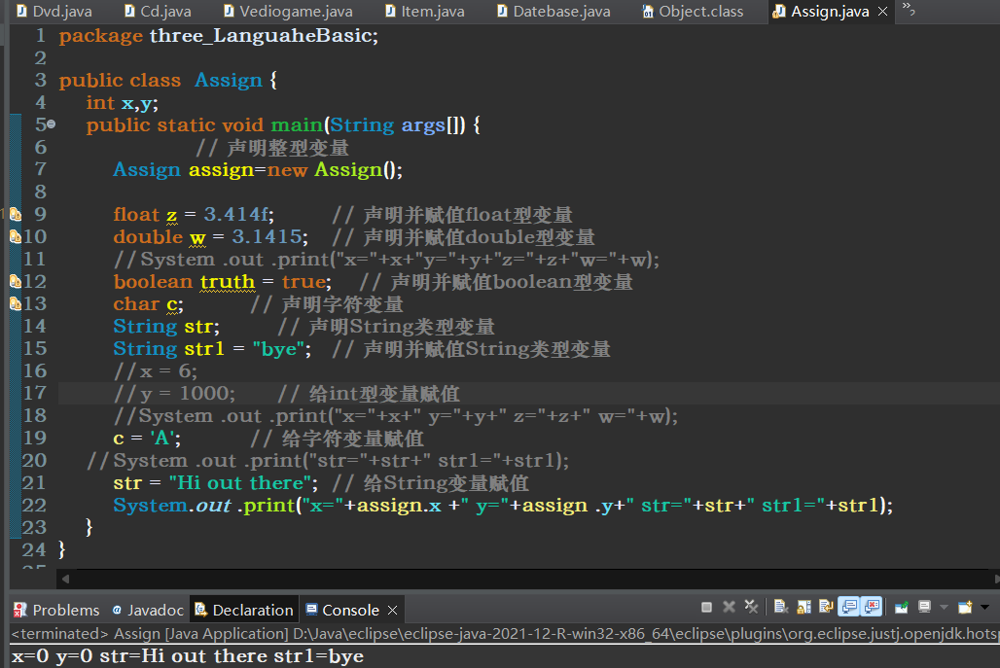 Dvd.java Cd.java Vediogame.java Item.java Datebase.java Object.class Assign.java
1 package three_LanguaheBasic;
2
3 public class Assign {
4 int x,y;
5 public static void main(String args[]) {
6 // 声明整型变量
7 Assign assign=new Assign();
8
9 float z = 3.414f; // 声明并赋值float型变量
10 double w = 3.1415; // 声明并赋值double型变量
11 //System .out .print("x="+x+"y="+y+"z="+z+"w="+w);
12 boolean truth = true; // 声明并赋值boolean型变量
13 char c; // 声明字符变量
14 String str; // 声明String类型变量
15 String str1 = "bye"; // 声明并赋值String类型变量
16 //x = 6;
17 //y = 1000; // 给int型变量赋值
18 //System .out .print("x="+x+" y="+y+" z="+z+" w="+w);
19 c = 'A'; // 给字符变量赋值
20 //System .out .print("str="+str+" str1="+str1);
21 str = "Hi out there"; // 给String变量赋值
22 System.out .print("x="+assign.x +" y="+assign .y+" str="+str+" str1="+str1);
23 }
24 }
Problems Javadoc Declaration Console
<terminated> Assign [Java Application] D:\Java\eclipse\eclipse-java-2021-12-R-win32-x86_64\eclipse\plugins\org.eclipse.justj.openjdk.hotsp
x=0 y=0 str=Hi out there str1=bye